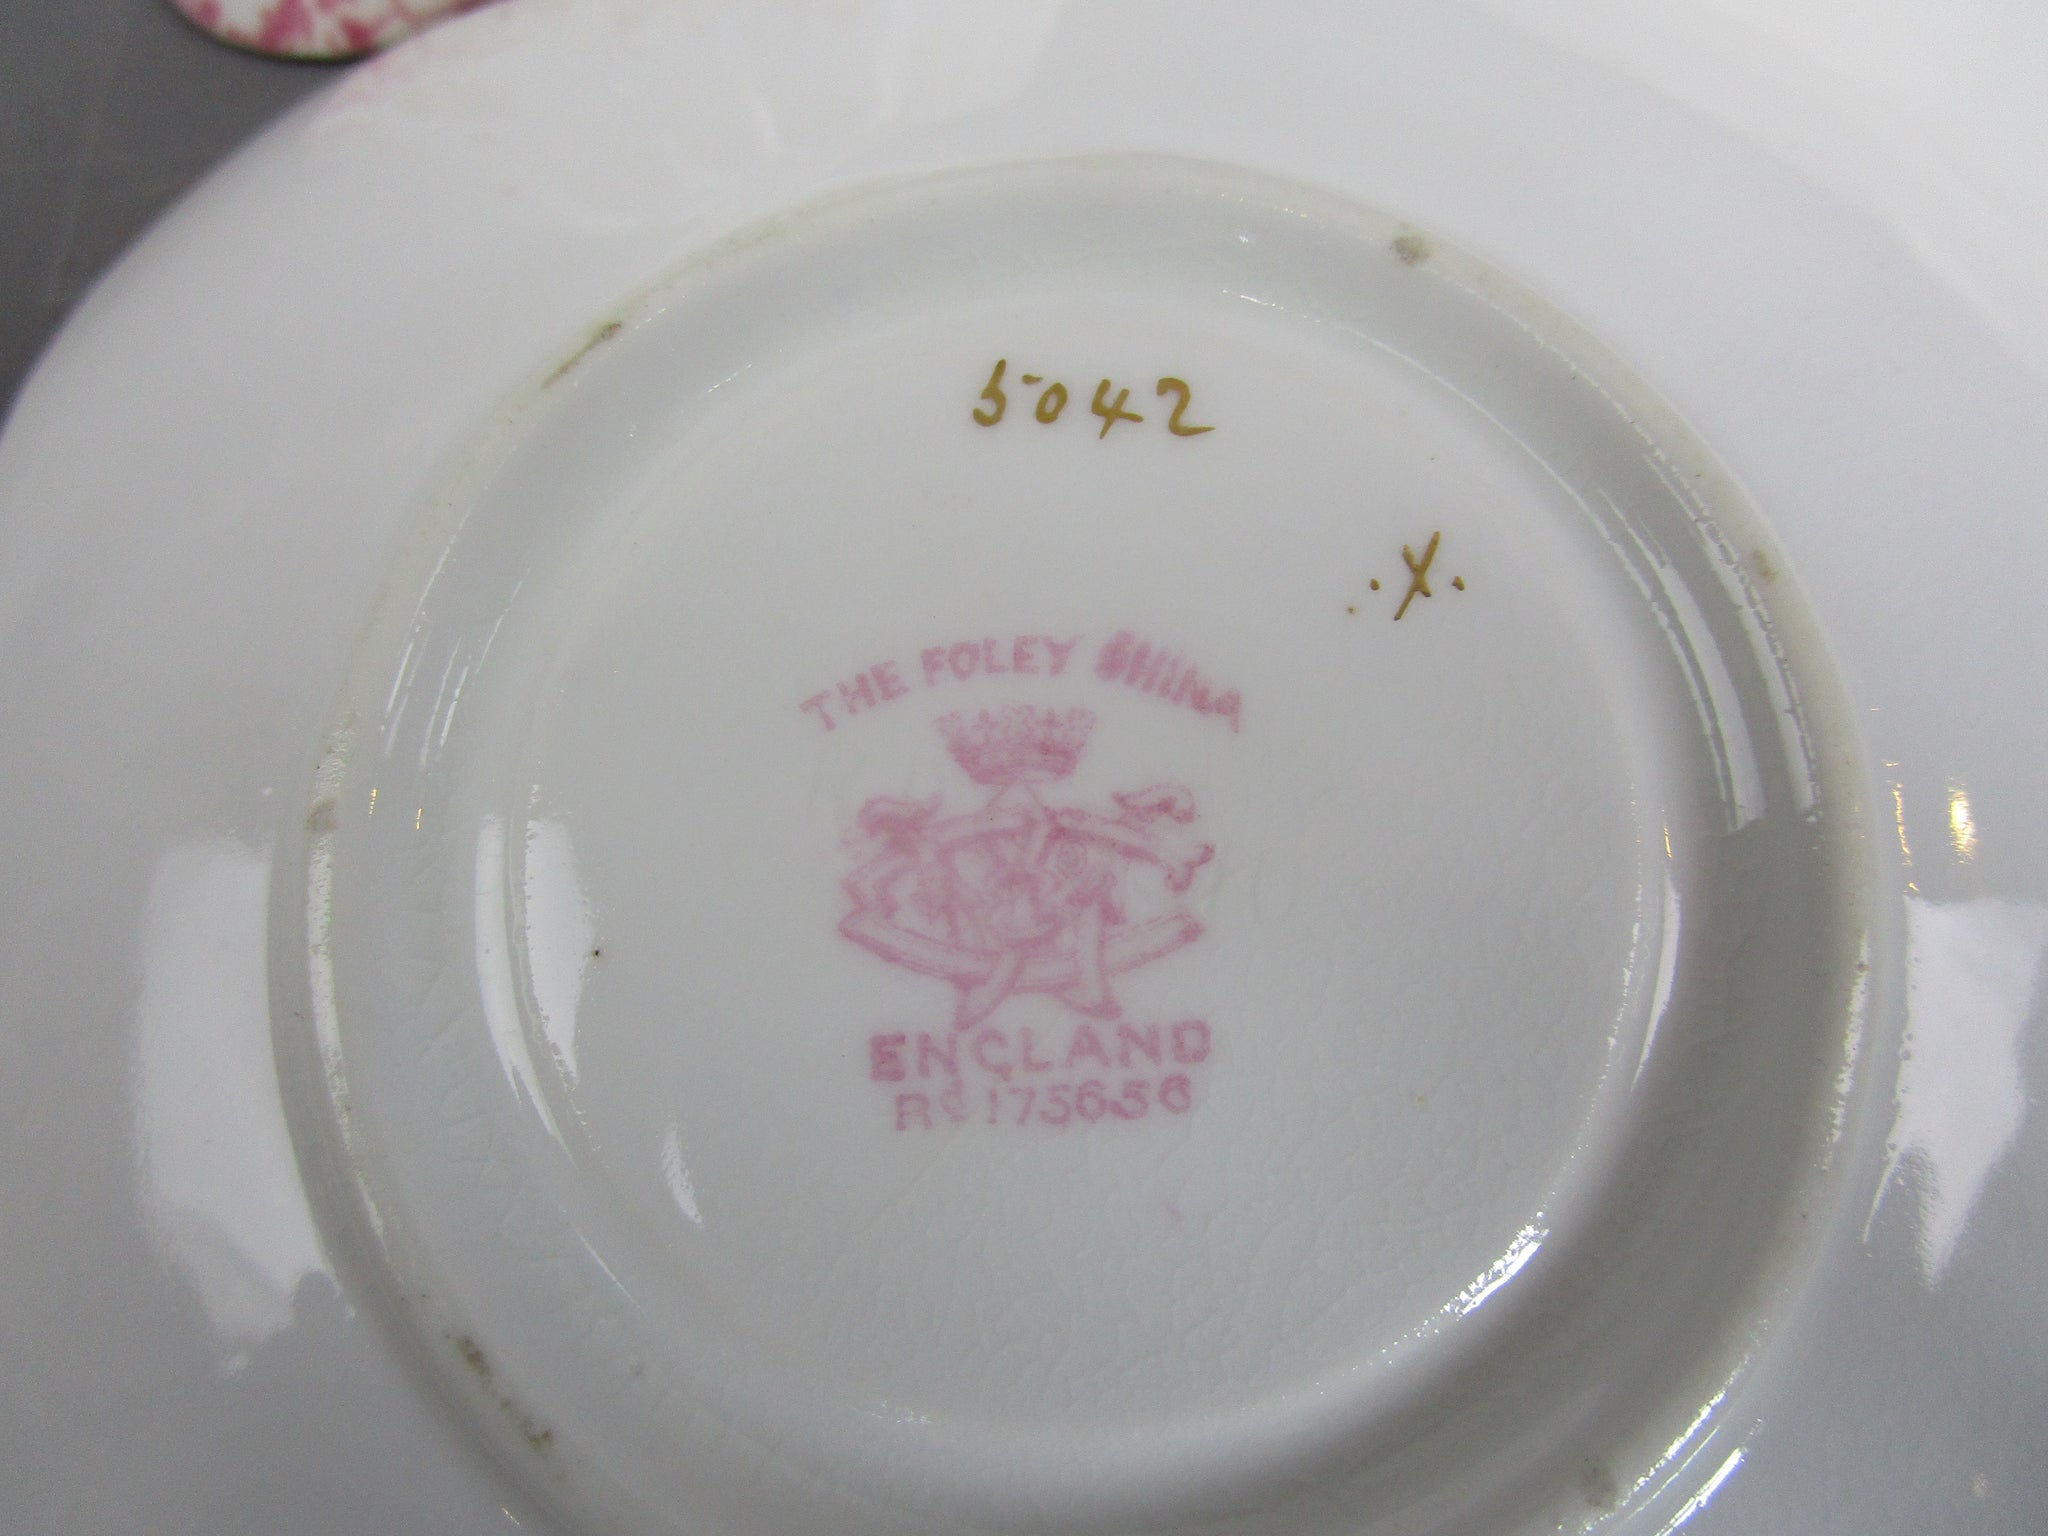 5042
.X.
THE FOLEY CHINA
ENGLAND
Rd 175656